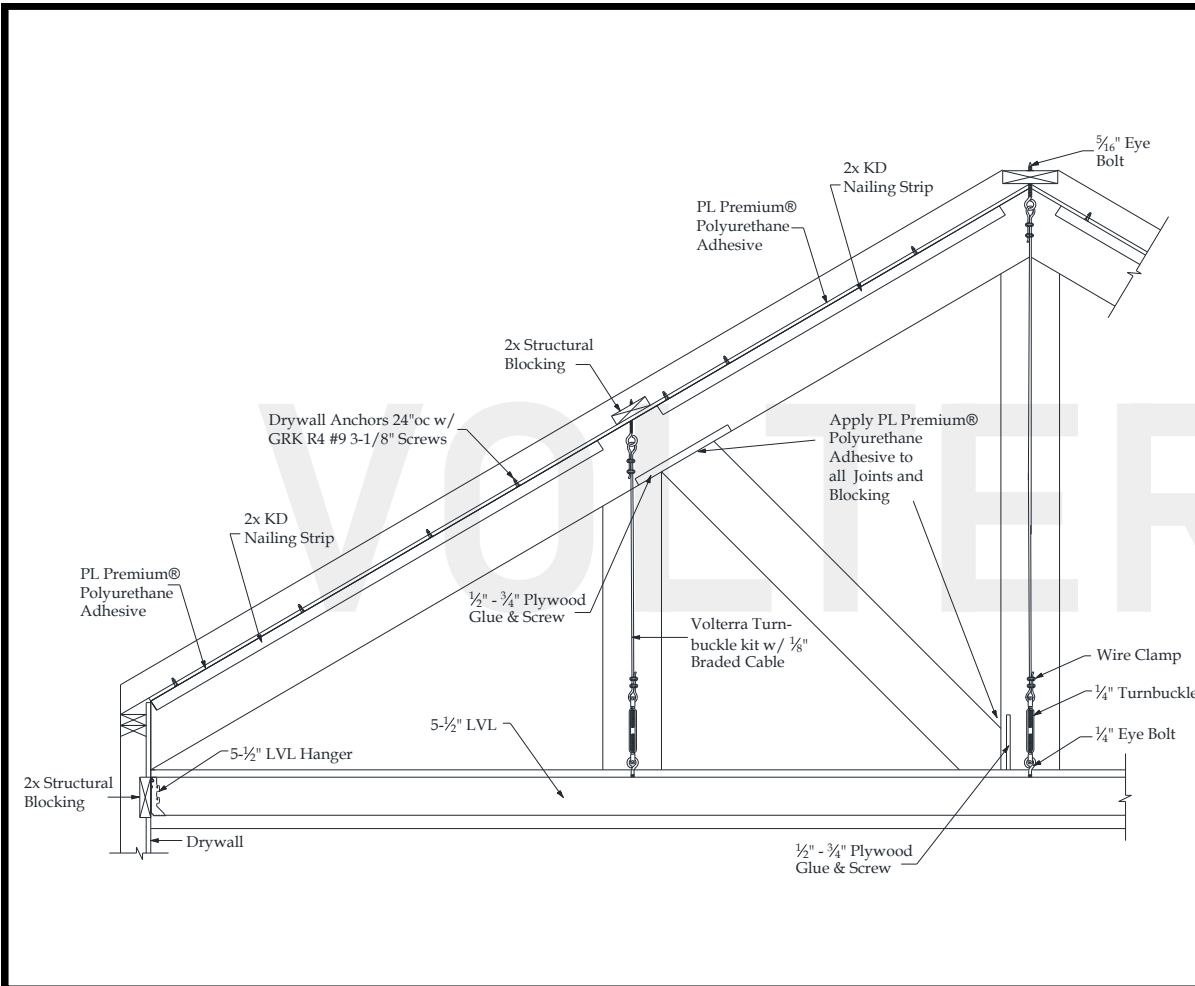 5/16" Eye
Bolt
2x KD
Nailing Strip
PL Premium®
Polyurethane
Adhesive
2x Structural
Blocking
Drywall Anchors 24"oc w/
GRK R4 #9 3-1/8" Screws
Apply PL Premium®
Polyurethane
Adhesive to
all Joints and
Blocking
2x KD
Nailing Strip
PL Premium®
Polyurethane
Adhesive
½" - ¾" Plywood
Glue & Screw
Volterra Turn-
buckle kit w/ ⅛"
Braded Cable
Wire Clamp
¼" Turnbuckle
¼" Eye Bolt
5-½" LVL
5-½" LVL Hanger
2x Structural
Blocking
Drywall
½" - ¾" Plywood
Glue & Screw
VOLTER